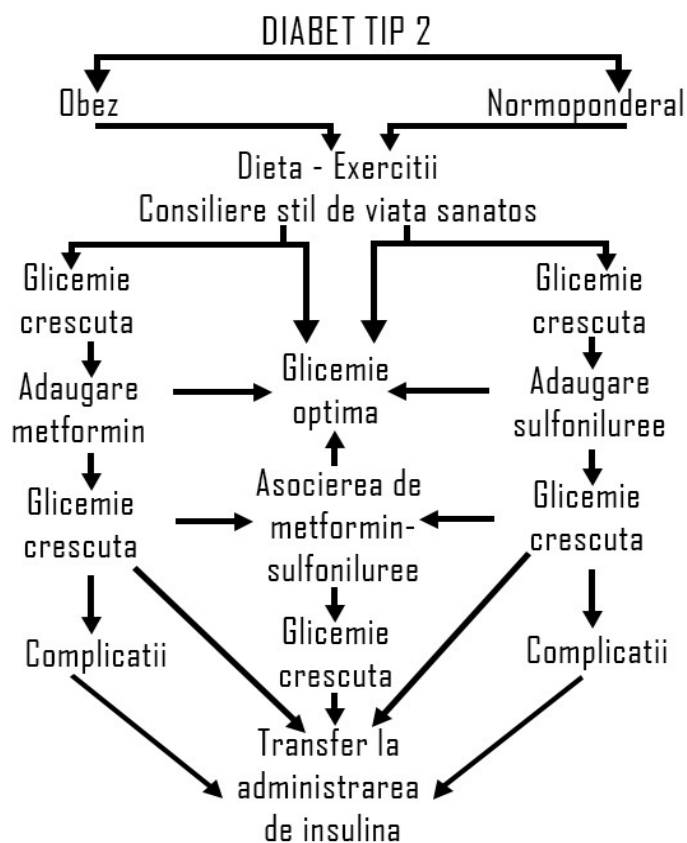 DIABET TIP 2
Obez
Normoponderal
Dieta - Exercitii
Consiliere stil de viata sanatos
Glicemie
crescuta
Glicemie
optima
Glicemie
crescuta
Adaugare
metformin
Adaugare
sulfoniluree
Glicemie
crescuta
Asocierea de
metformin-
sulfoniluree
Glicemie
crescuta
Complicatii
Glicemie
crescuta
Complicatii
Transfer la
administrarea
de insulina